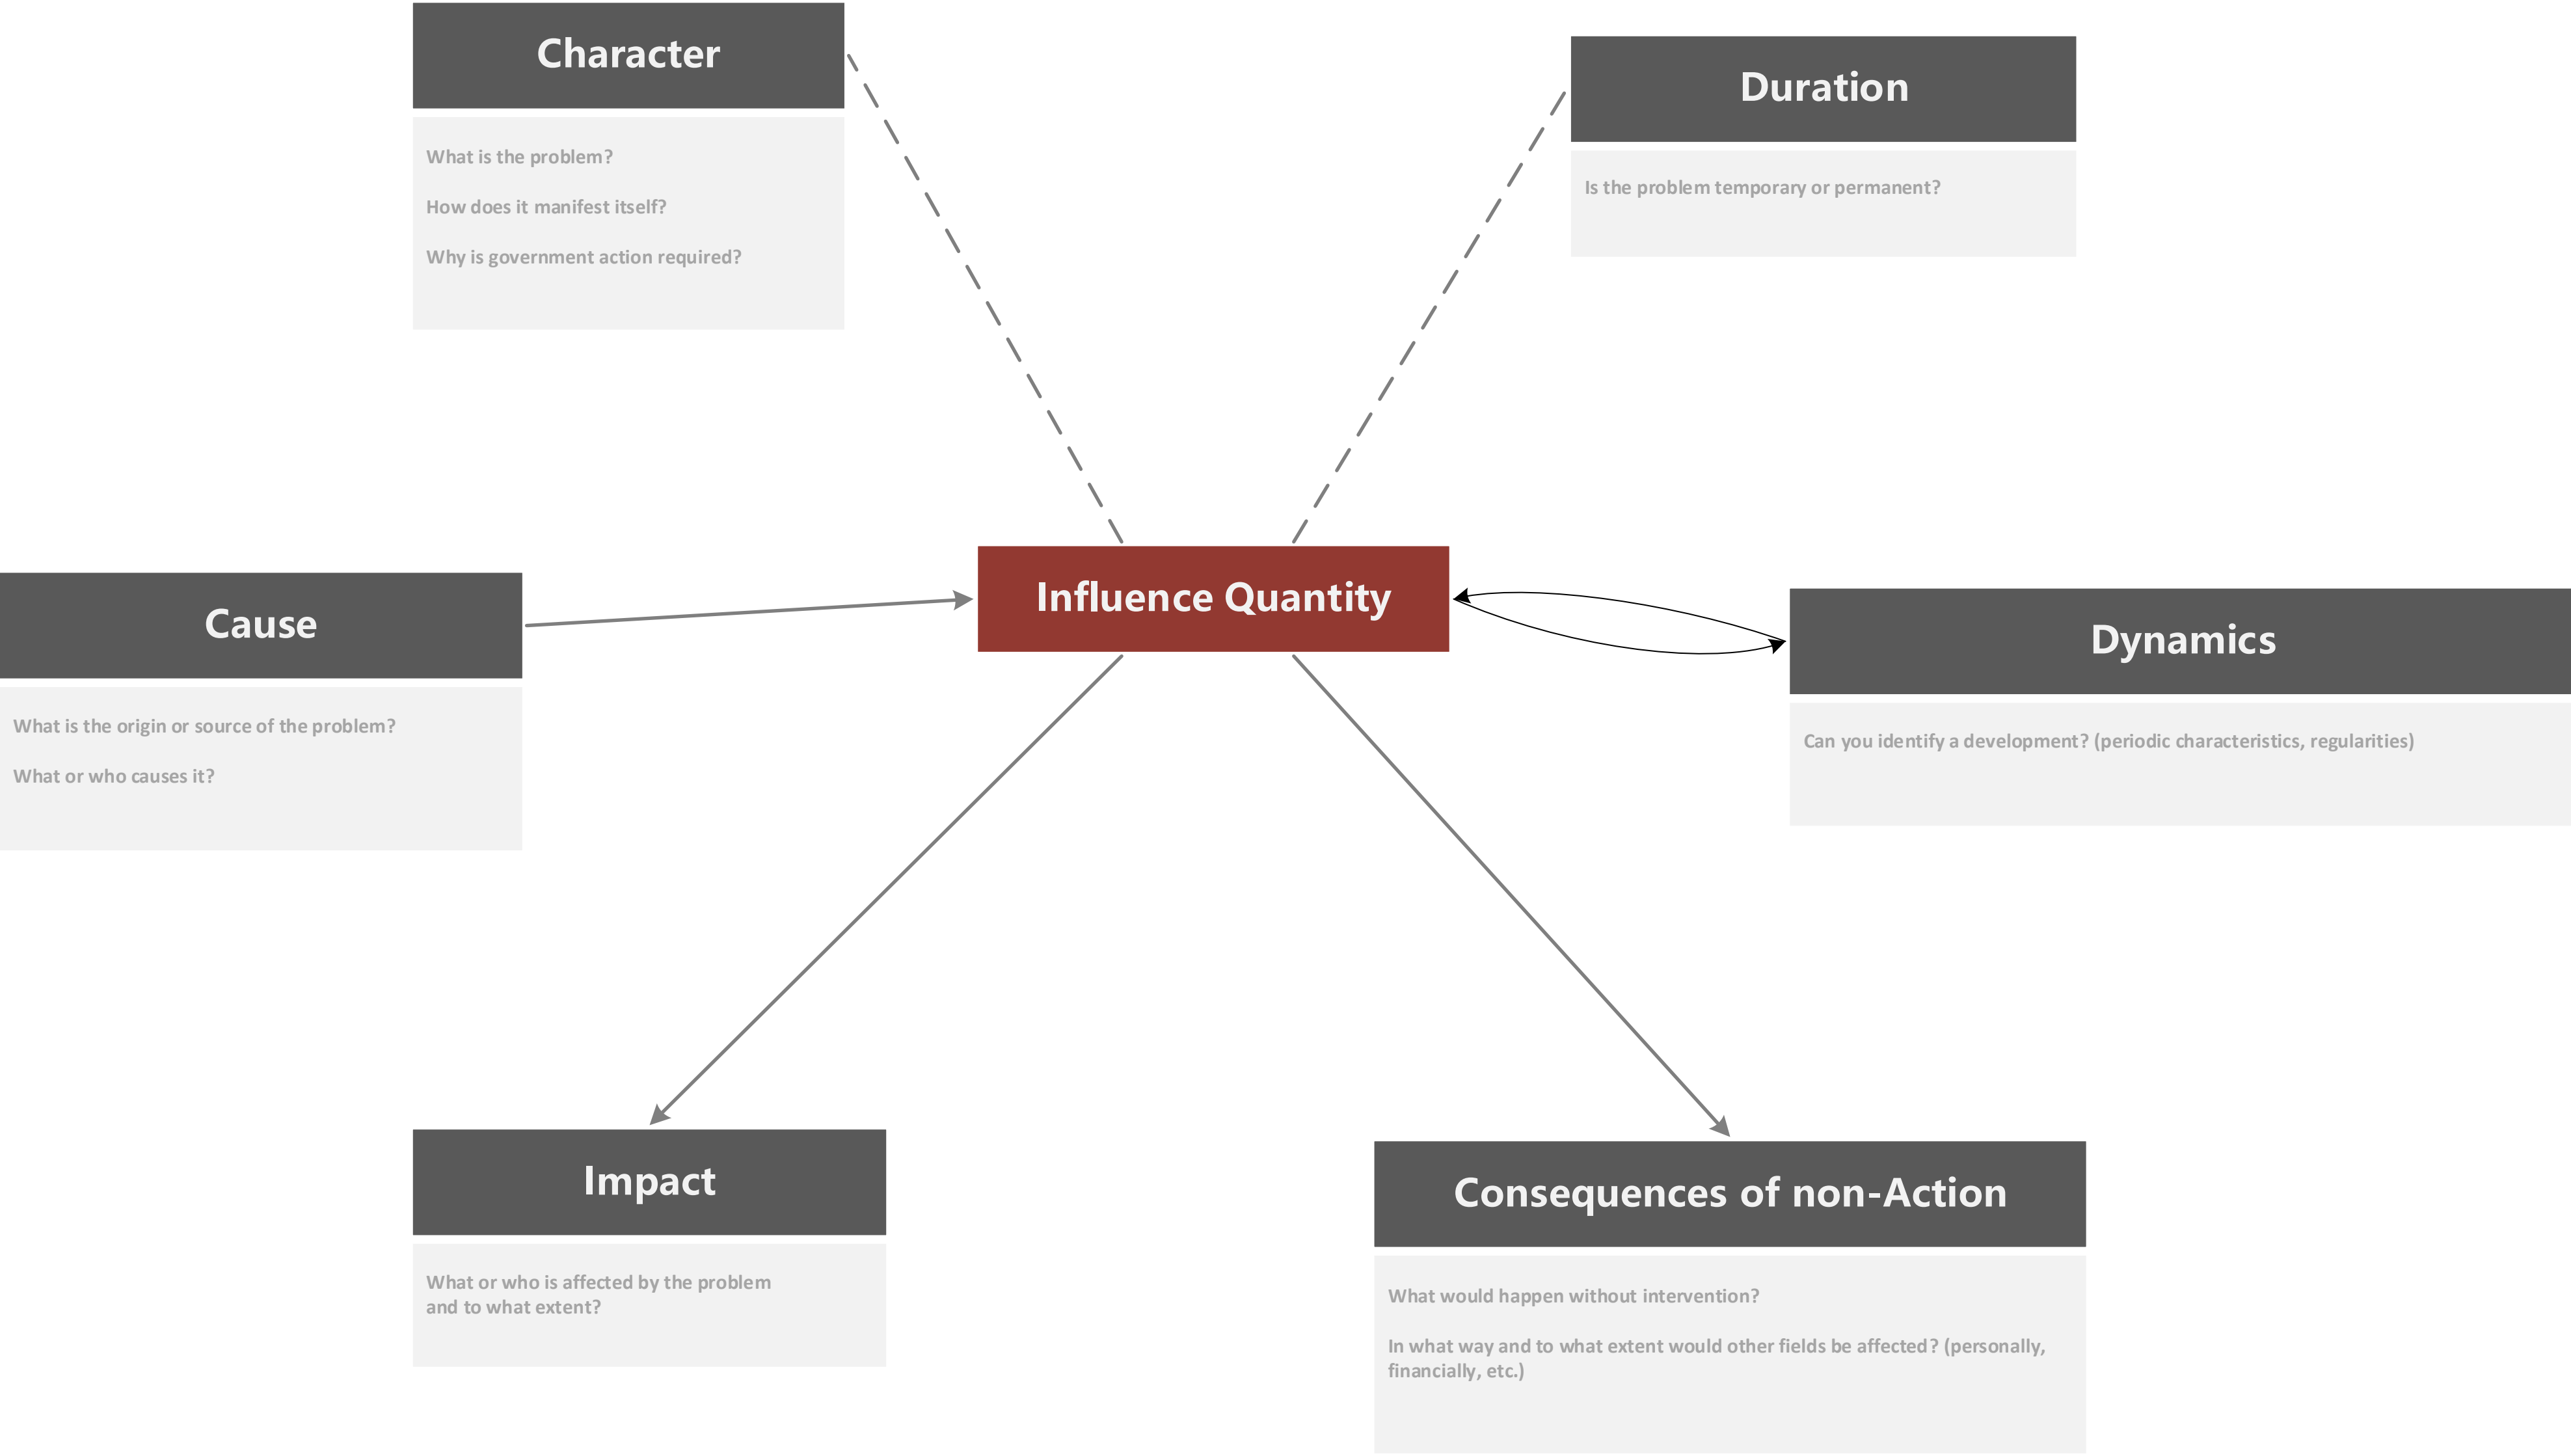 Character
What is the problem?
How does it manifest itself?
Why is government action required?
Duration
Is the problem temporary or permanent?
Influence Quantity
Cause
What is the origin or source of the problem?
What or who causes it?
Dynamics
Can you identify a development? (periodic characteristics, regularities)
Impact
What or who is affected by the problem
and to what extent?
Consequences of non-Action
What would happen without intervention?
In what way and to what extent would other fields be affected? (personally,
financially, etc.)